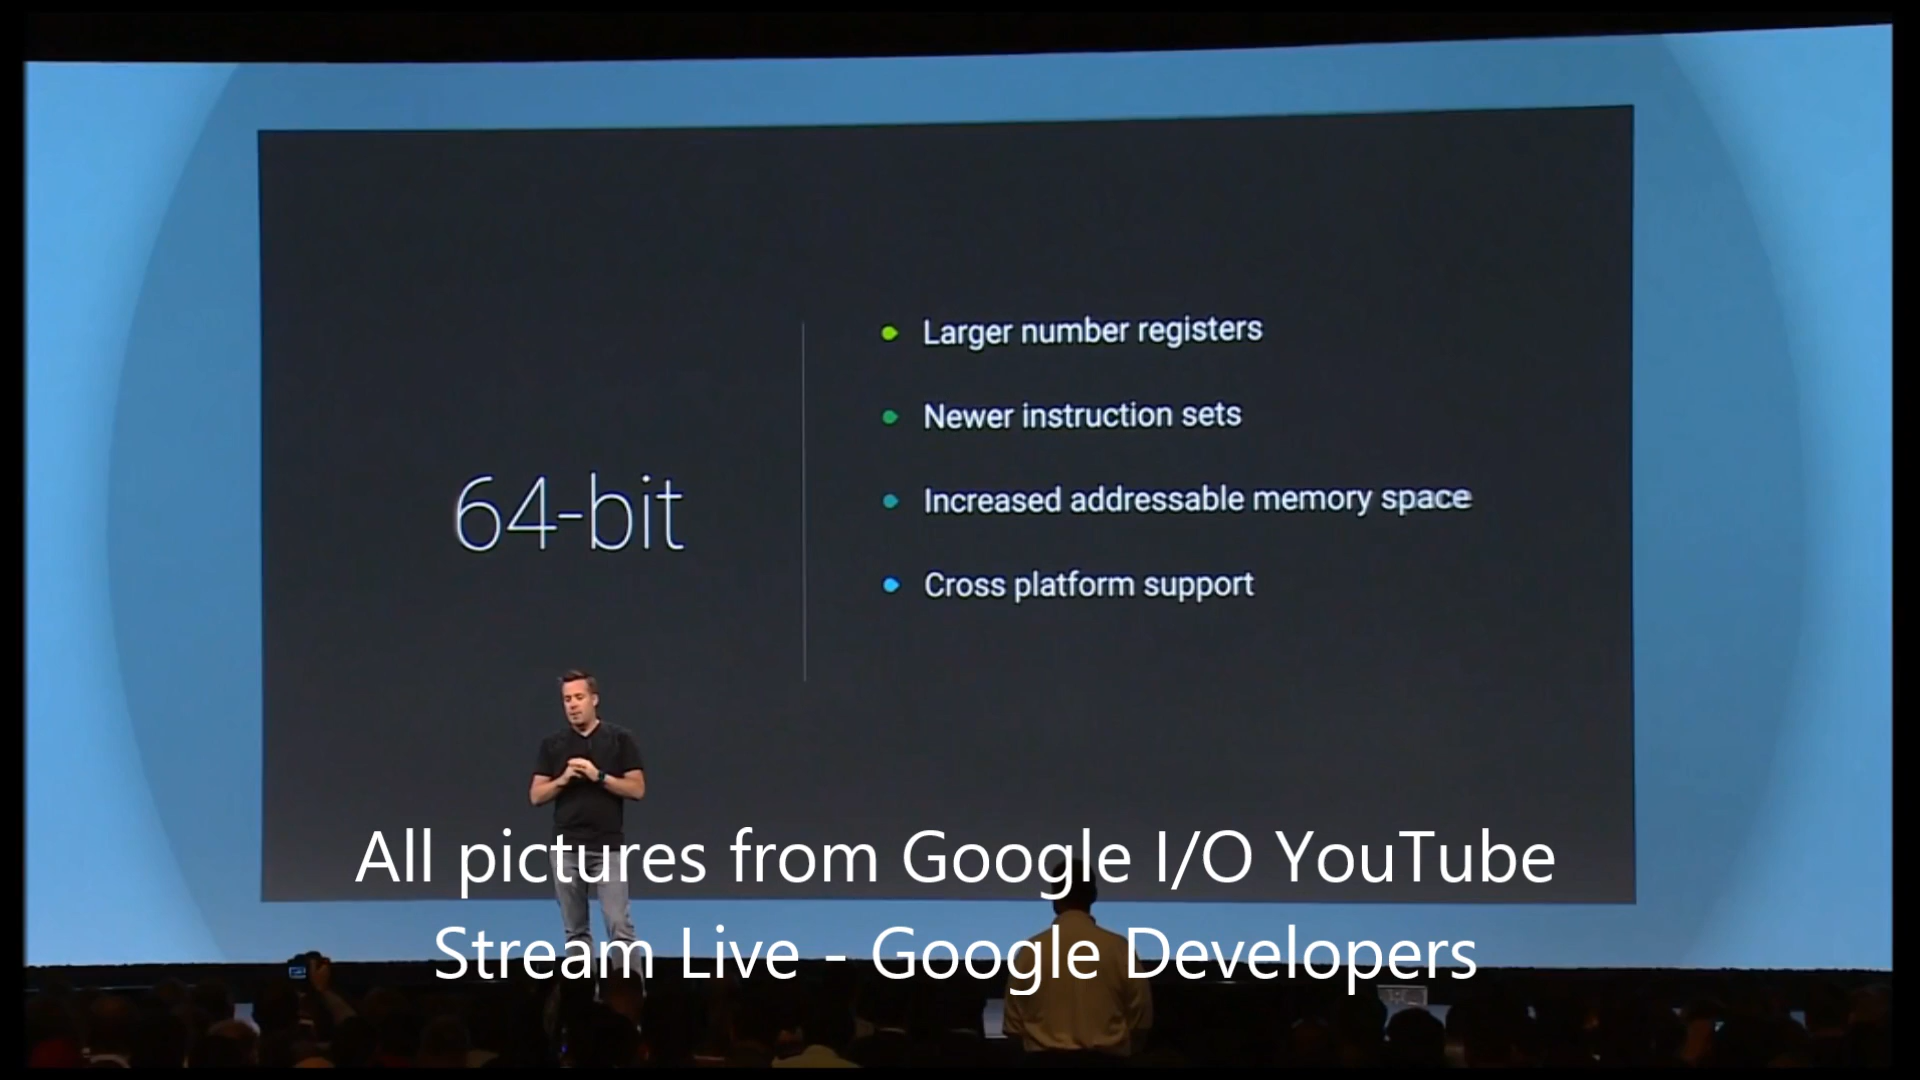 64-bit
Larger number registers
Newer instruction sets
Increased addressable memory space
Cross platform support
All pictures from Google I/O YouTube
Stream Live - Google Developers